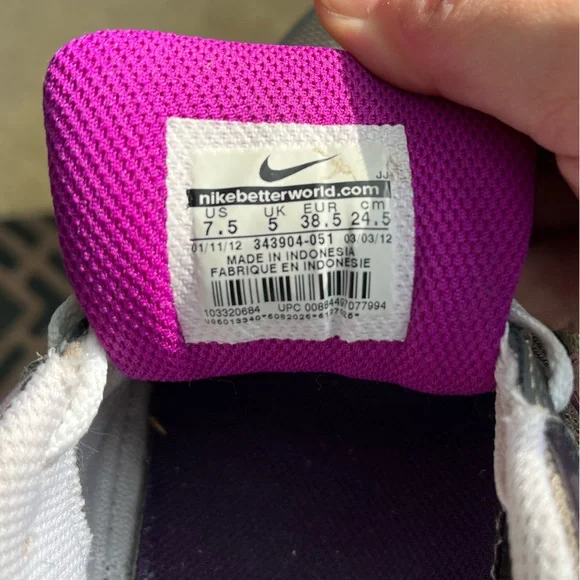 JJ
nikebetterworld.com
US UK EUR cm
7.5 5 38.5 24.5
01/11/12 343904-051 03/03/12
MADE IN INDONESIA
FABRIQUE EN INDONESIE
103320684 UPC 00884497077994